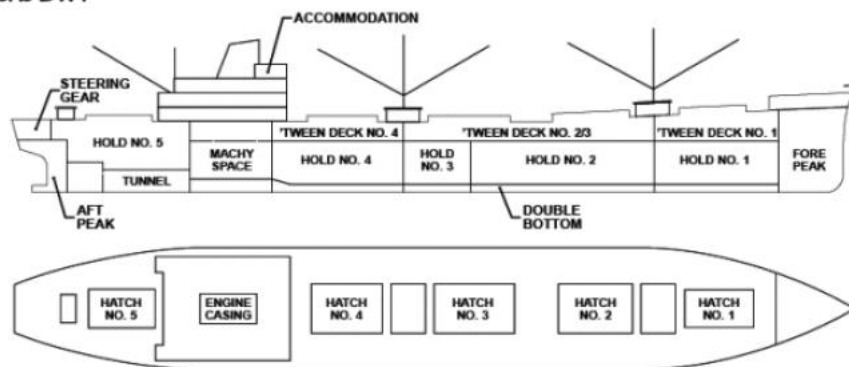 ACCOMMODATION
STEERING
GEAR
'TWEEN DECK NO. 4
'TWEEN DECK NO. 2/3
'TWEEN DECK NO. 1
HOLD NO. 5
MACHY
SPACE
HOLD NO. 4
HOLD
NO. 3
HOLD NO. 2
HOLD NO. 1
FORE
PEAK
TUNNEL
AFT
PEAK
DOUBLE
BOTTOM
HATCH
NO. 5
ENGINE
CASING
HATCH
NO. 4
HATCH
NO. 3
HATCH
NO. 2
HATCH
NO. 1